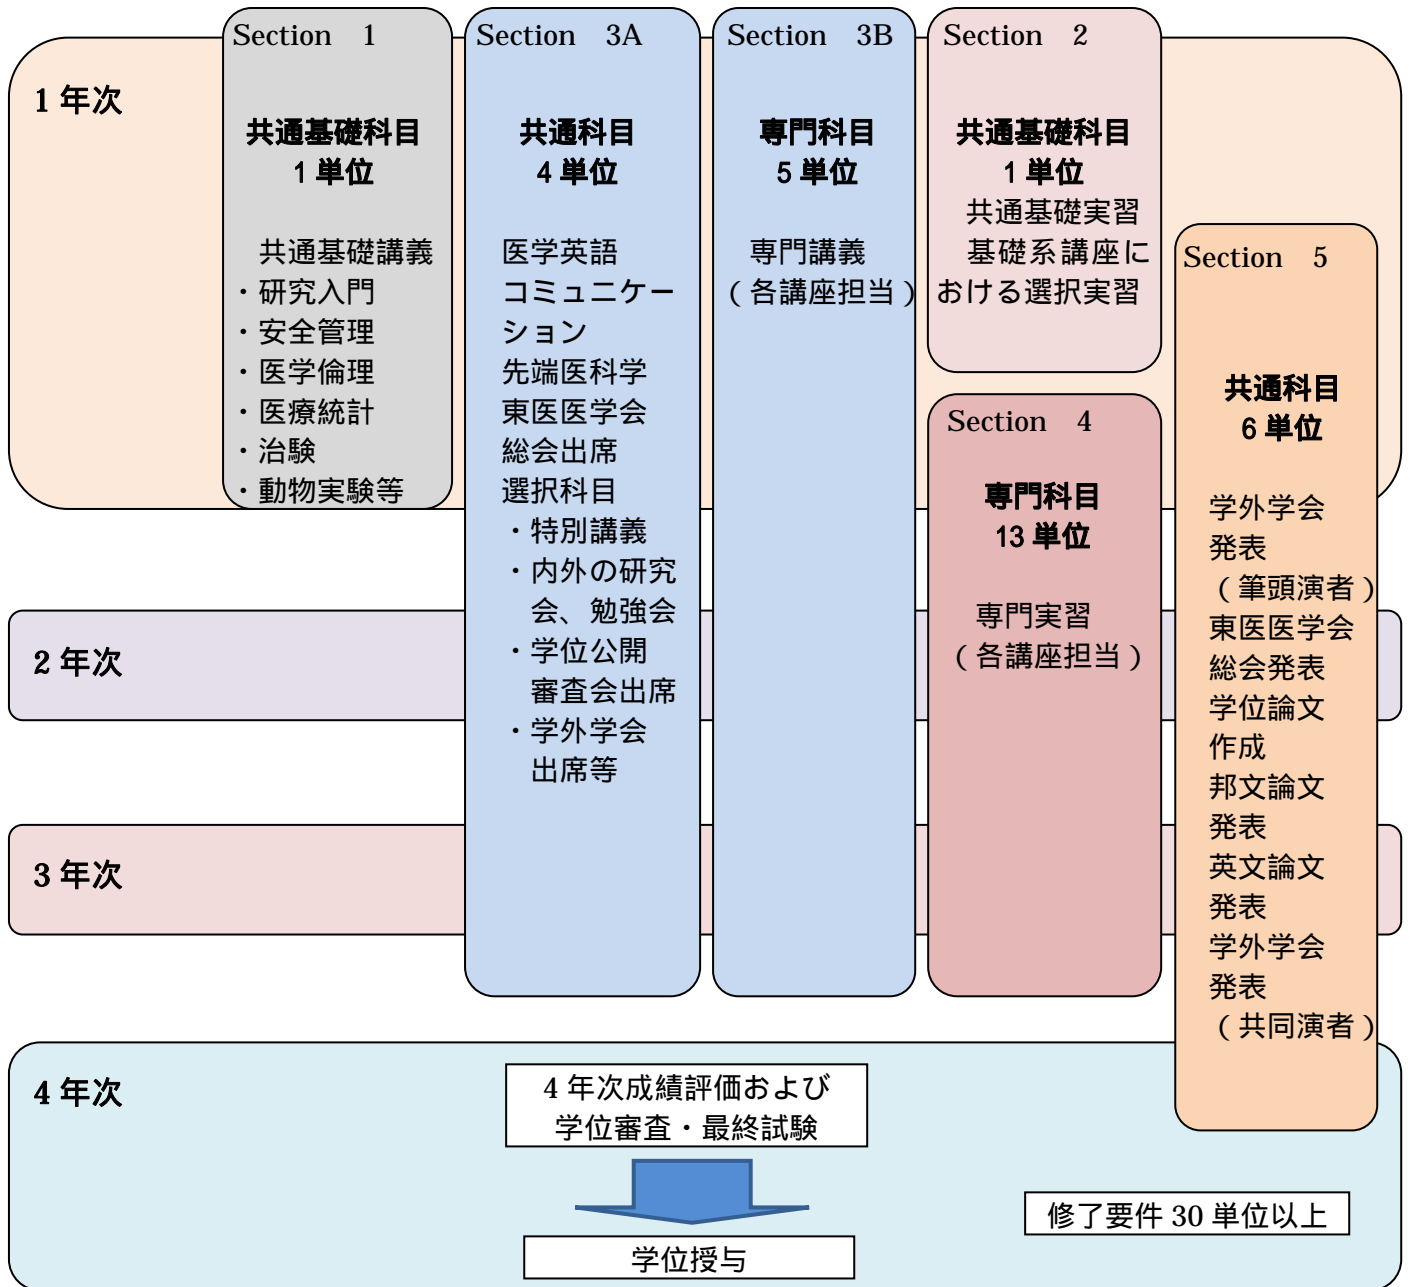 1 年次
Section 1
共通基礎科目
1 単位
共通基礎講義
・研究入門
・安全管理
・医学倫理
・医療統計
・治験
・動物実験等
Section 3A
共通科目
4 単位
医学英語
コミュニケー
ション
先端医科学
東医医学会
総会出席
選択科目
・特別講義
・内外の研究
会、勉強会
・学位公開
審査会出席
・学外学会
出席等
Section 3B
専門科目
5 単位
専門講義
（各講座担当）
Section 2
共通基礎科目
1 単位
共通基礎実習
基礎系講座に
おける選択実習
Section 4
専門科目
13 単位
専門実習
（各講座担当）
Section 5
共通科目
6 単位
学外学会
発表
（筆頭演者）
東医医学会
総会発表
学位論文
作成
邦文論文
発表
英文論文
発表
学外学会
発表
（共同演者）
2 年次
3 年次
4 年次
4 年次成績評価および
学位審査・最終試験
学位授与
修了要件 30 単位以上